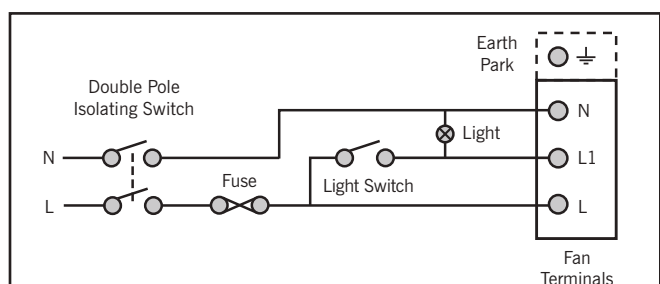 Earth
Park
Double Pole
Isolating Switch
N
Light
N
L1
Fuse
Light Switch
L
L
Fan
Terminals